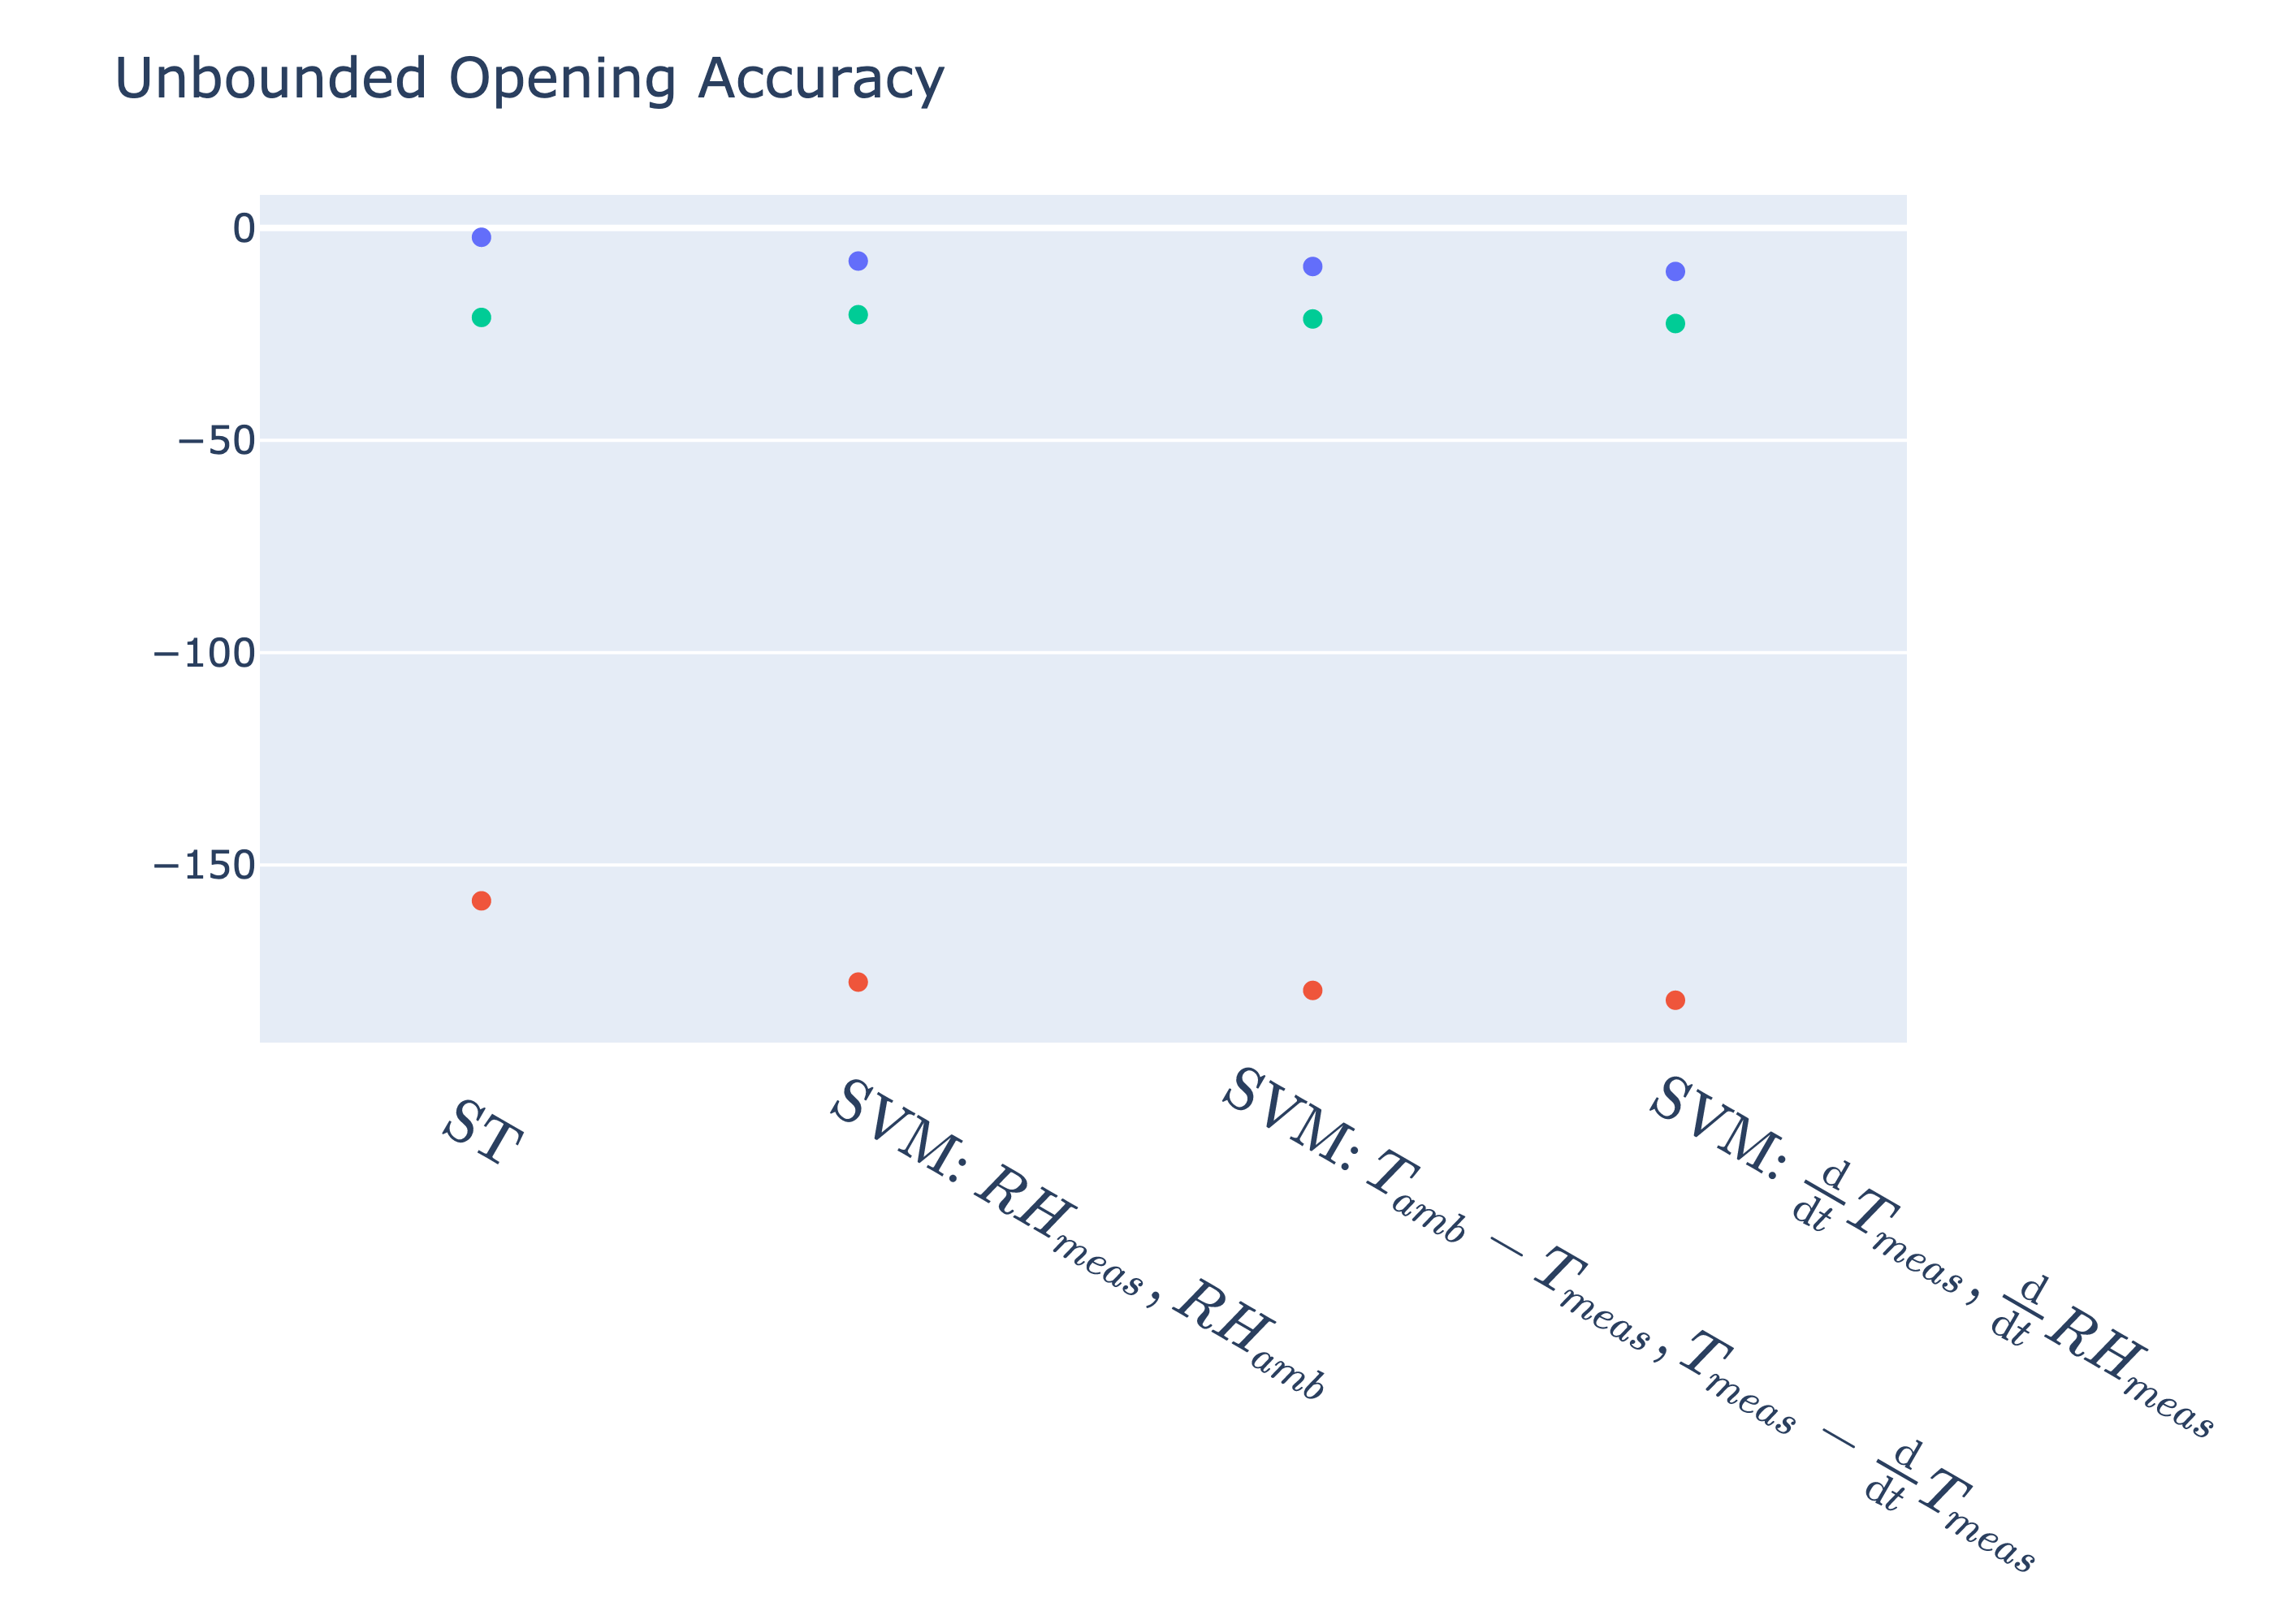 Unbounded Opening Accuracy
0
−50
−100
−150
ST
SVM: RH_meas, RH_amb
SVM: T_amb − T_meas, T_meas − d/dt T_meas
SVM: d/dt T_meas, d/dt RH_meas